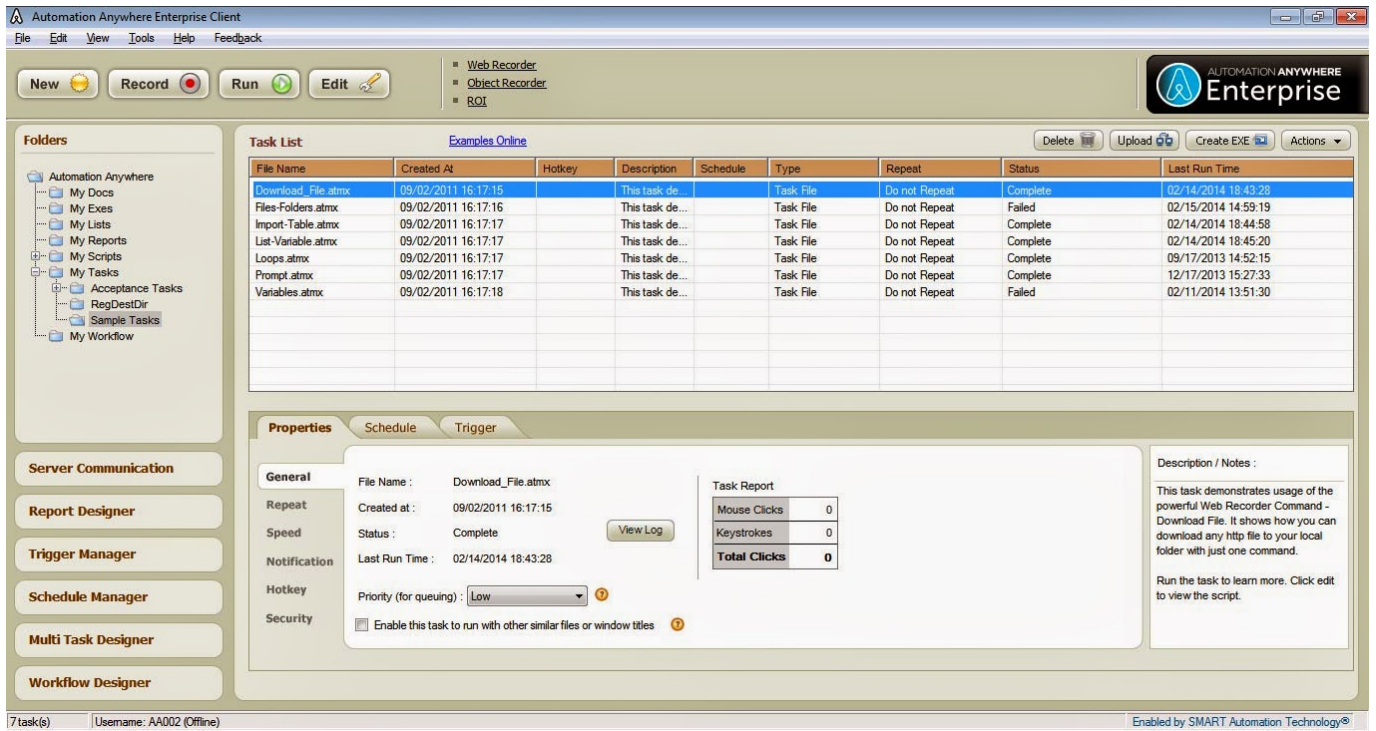 Automation Anywhere Enterprise Client
File Edit View Tools Help Feedback
New Record Run Edit
Web Recorder
Object Recorder
ROI
AUTOMATION ANYWHERE
Enterprise
Folders
Automation Anywhere
My Docs
My Exes
My Lists
My Reports
My Scripts
My Tasks
Acceptance Tasks
RegDestDir
Sample Tasks
My Workflow
Server Communication
Report Designer
Trigger Manager
Schedule Manager
Multi Task Designer
Workflow Designer
Task List Examples Online Delete Upload Create EXE Actions
File Name Created At Hotkey Description Schedule Type Repeat Status Last Run Time
Download_File.atmx 09/02/2011 16:17:15 This task de... Task File Do not Repeat Complete 02/14/2014 18:43:28
Files-Folders.atmx 09/02/2011 16:17:16 This task de... Task File Do not Repeat Failed 02/15/2014 14:59:19
Import-Table.atmx 09/02/2011 16:17:17 This task de... Task File Do not Repeat Complete 02/14/2014 18:44:58
List-Variable.atmx 09/02/2011 16:17:17 This task de... Task File Do not Repeat Complete 02/14/2014 18:45:20
Loops.atmx 09/02/2011 16:17:17 This task de... Task File Do not Repeat Complete 09/17/2013 14:52:15
Prompt.atmx 09/02/2011 16:17:17 This task de... Task File Do not Repeat Complete 12/17/2013 15:27:33
Variables.atmx 09/02/2011 16:17:18 This task de... Task File Do not Repeat Failed 02/11/2014 13:51:30
Properties Schedule Trigger
General
Repeat
Speed
Notification
Hotkey
Security
File Name : Download_File.atmx
Created at : 09/02/2011 16:17:15
Status : Complete View Log
Last Run Time : 02/14/2014 18:43:28
Priority (for queuing) : Low
Enable this task to run with other similar files or window titles
Task Report
Mouse Clicks 0
Keystrokes 0
Total Clicks 0
Description / Notes :
This task demonstrates usage of the
powerful Web Recorder Command -
Download File. It shows how you can
download any http file to your local
folder with just one command.
Run the task to learn more. Click edit
to view the script.
7 task(s) Username: AA002 (Offline) Enabled by SMART Automation Technology®